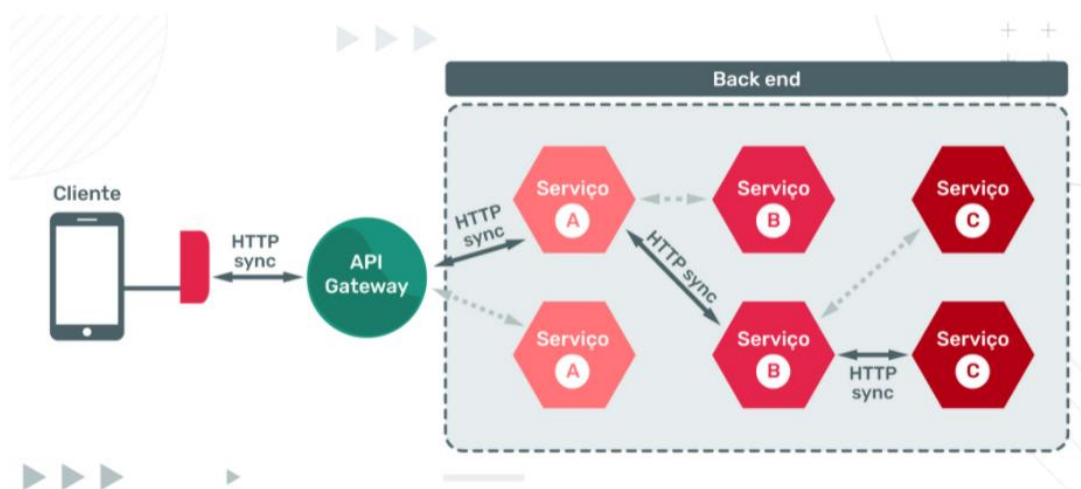 Back end
Cliente
HTTP
sync
API
Gateway
HTTP
sync
Serviço
A
Serviço
B
Serviço
C
HTTP sync
Serviço
A
Serviço
B
HTTP
sync
Serviço
C